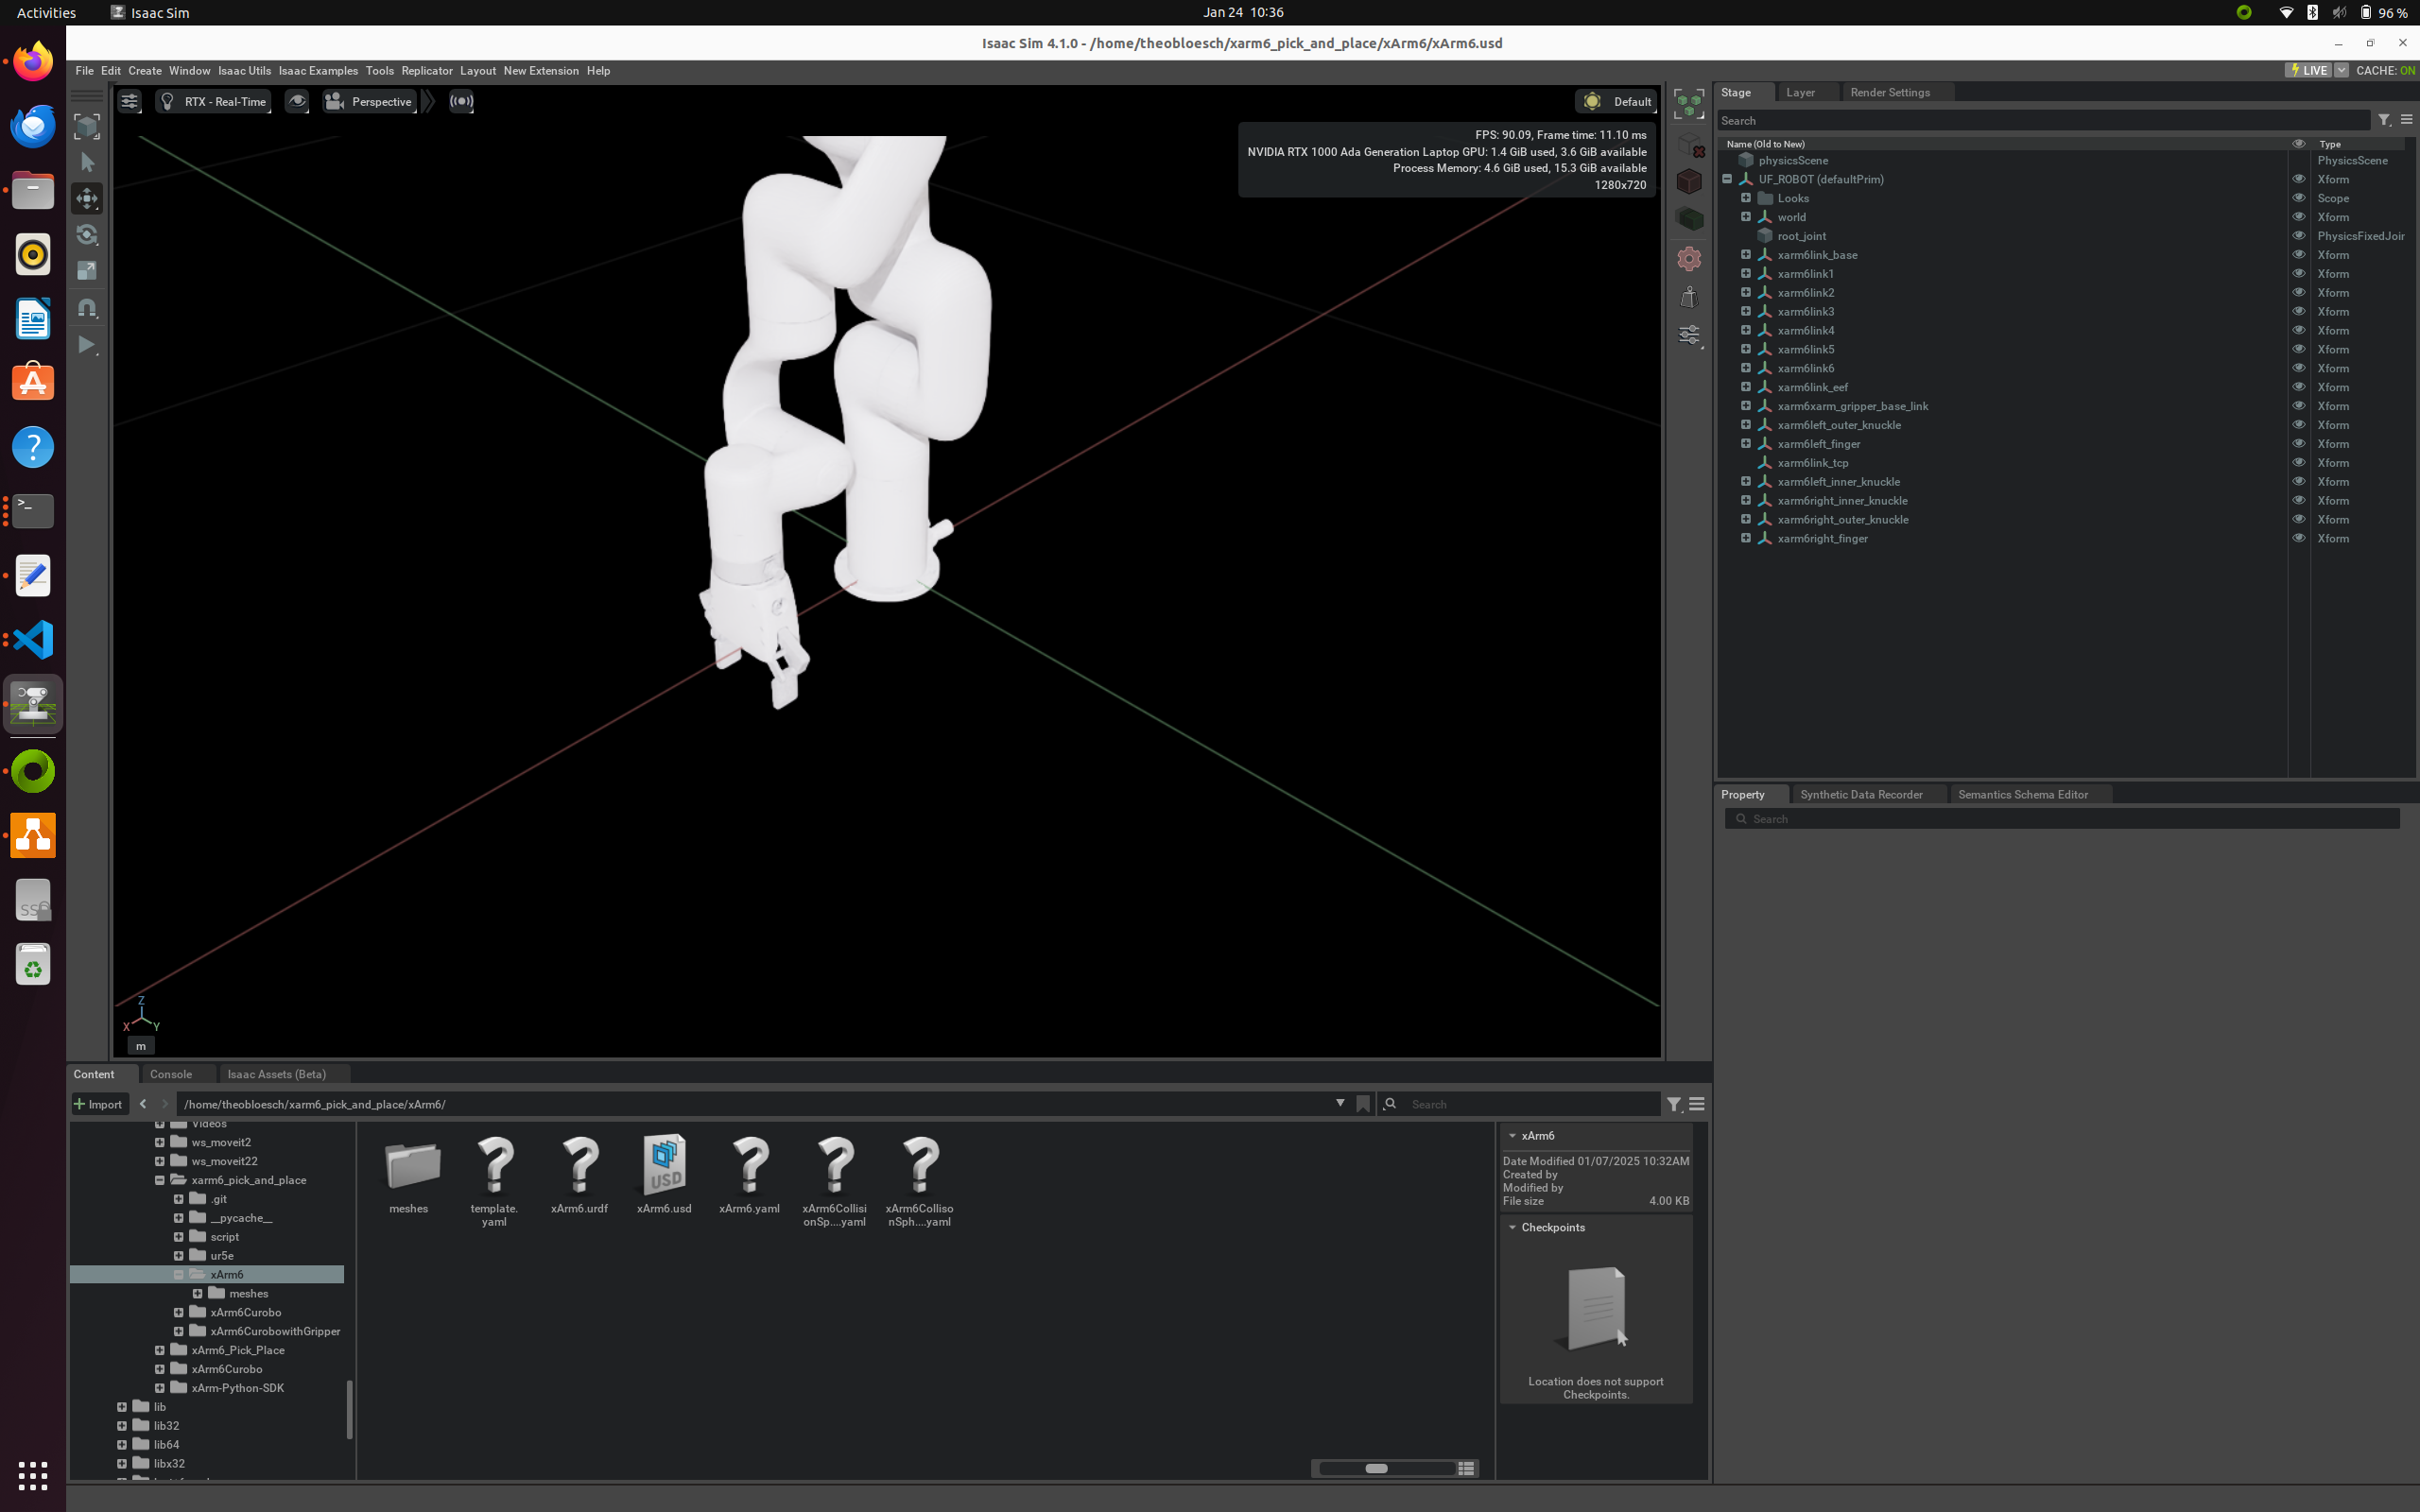 Activities
Isaac Sim
Jan 24 10:36
96 %
Isaac Sim 4.1.0 - /home/theobloesch/xarm6_pick_and_place/xArm6/xArm6.usd
File Edit Create Window Isaac Utils Isaac Examples Tools Replicator Layout New Extension Help
LIVE
CACHE: ON
RTX - Real-Time
Perspective
Default
FPS: 90.09, Frame time: 11.10 ms
NVIDIA RTX 1000 Ada Generation Laptop GPU: 1.4 GiB used, 3.6 GiB available
Process Memory: 4.6 GiB used, 15.3 GiB available
1280x720
Z
X
Y
m
Stage Layer Render Settings
Search
Name (Old to New) Type
physicsScene PhysicsScene
UF_ROBOT (defaultPrim) Xform
Looks Scope
world Xform
root_joint PhysicsFixedJoir
xarm6link_base Xform
xarm6link1 Xform
xarm6link2 Xform
xarm6link3 Xform
xarm6link4 Xform
xarm6link5 Xform
xarm6link6 Xform
xarm6link_eef Xform
xarm6xarm_gripper_base_link Xform
xarm6left_outer_knuckle Xform
xarm6left_finger Xform
xarm6link_tcp Xform
xarm6left_inner_knuckle Xform
xarm6right_inner_knuckle Xform
xarm6right_outer_knuckle Xform
xarm6right_finger Xform
Property Synthetic Data Recorder Semantics Schema Editor
Search
Content Console Isaac Assets (Beta)
Import
/home/theobloesch/xarm6_pick_and_place/xArm6/
Search
Videos
ws_moveit2
ws_moveit22
xarm6_pick_and_place
.git
__pycache__
script
ur5e
xArm6
meshes
xArm6Curobo
xArm6CurobowithGripper
xArm6_Pick_Place
xArm6Curobo
xArm-Python-SDK
lib
lib32
lib64
libx32
USD
meshes
template.
yaml
xArm6.urdf
xArm6.usd
xArm6.yaml
xArm6Collisi
onSp....yaml
xArm6Colliso
nSph....yaml
xArm6
Date Modified 01/07/2025 10:32AM
Created by
Modified by
File size 4.00 KB
Checkpoints
Location does not support
Checkpoints.